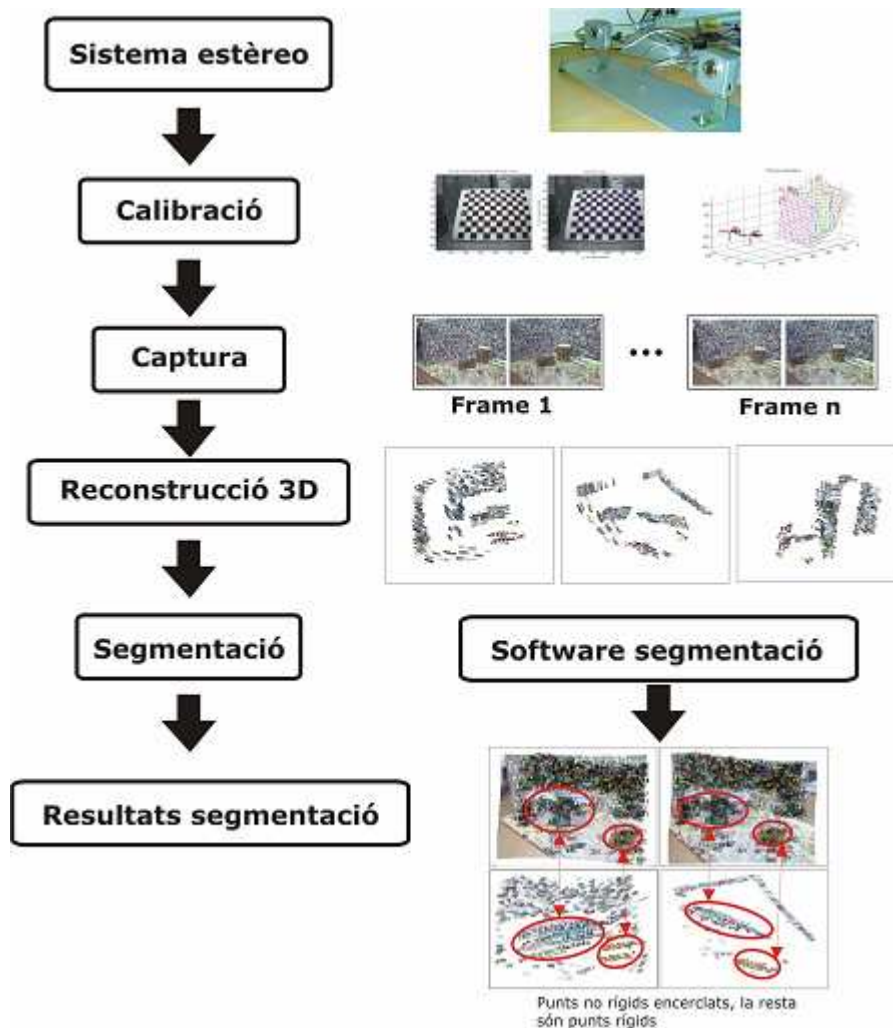 Sistema estèreo
Calibració
Captura
Frame 1
Frame n
Reconstrucció 3D
Segmentació
Software segmentació
Resultats segmentació
Punts no rígids encerclats, la resta
són punts rígids